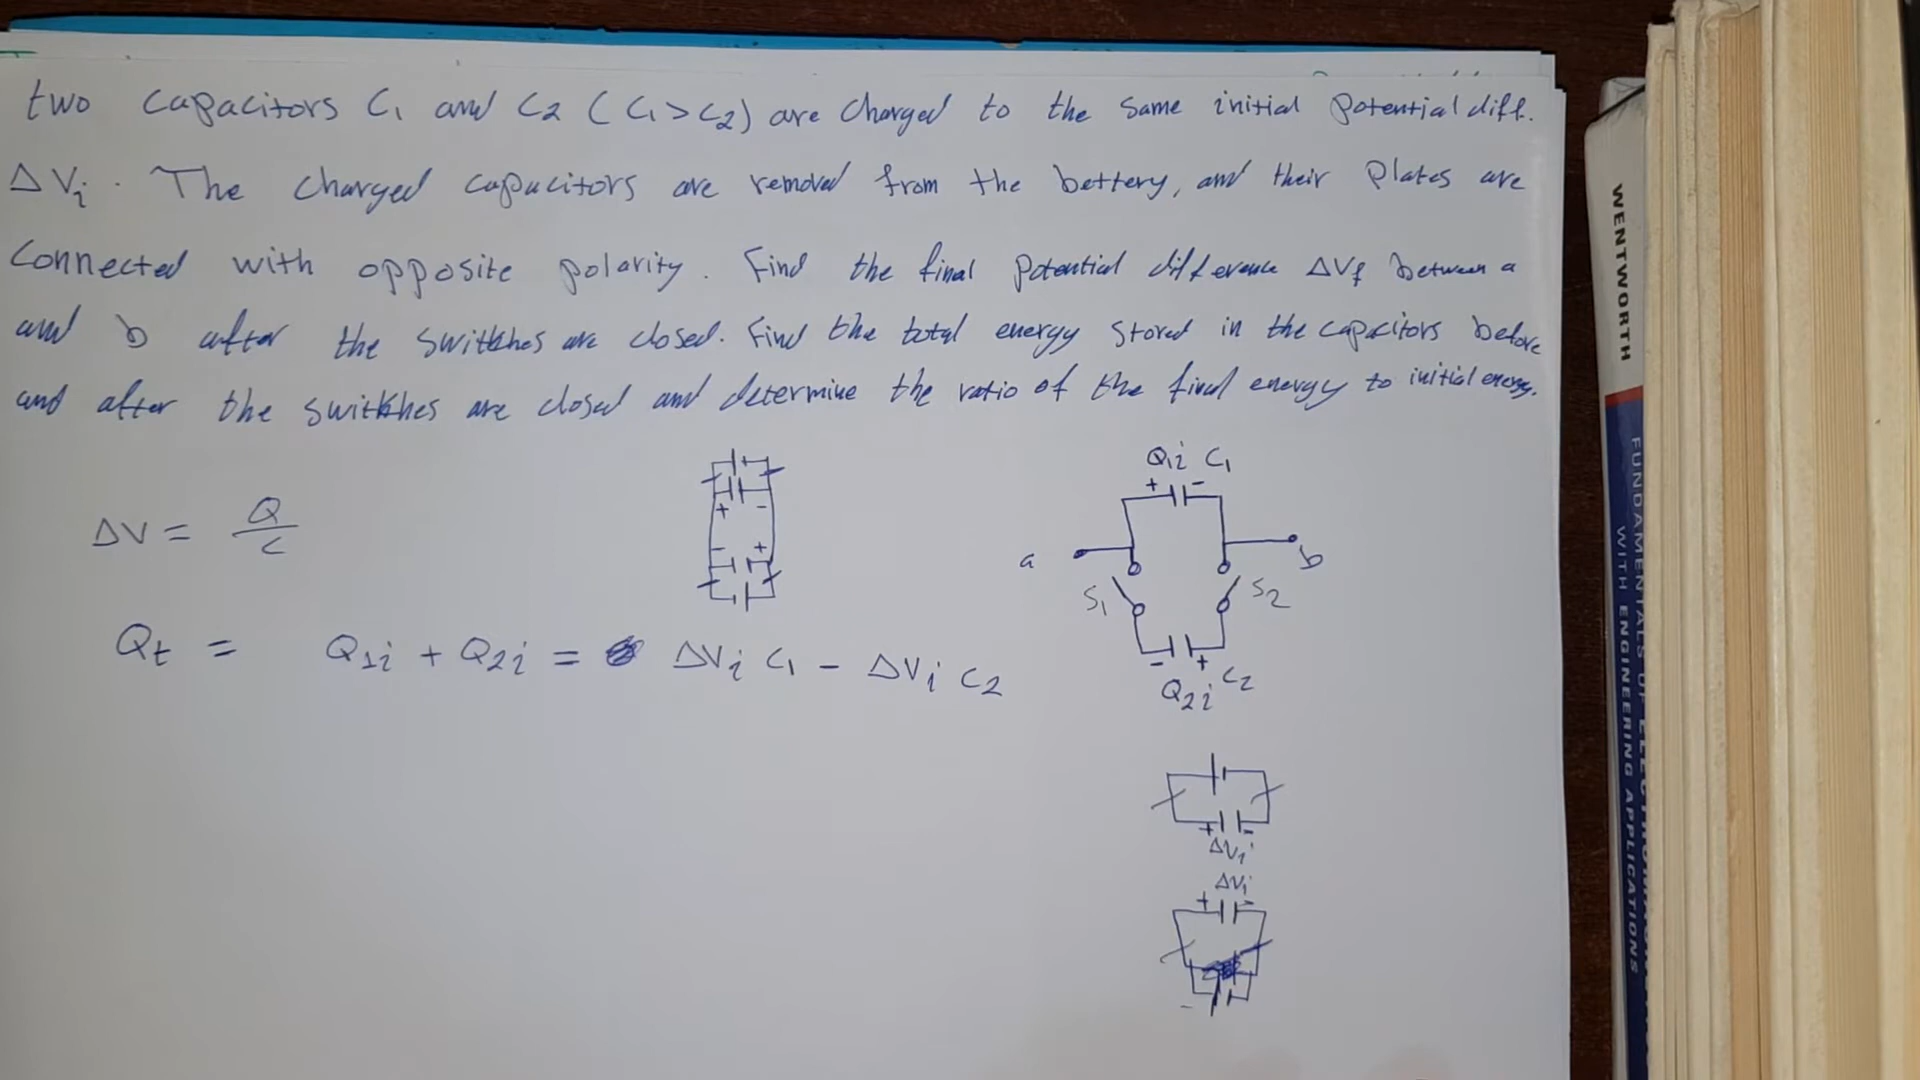 two capacitors C1 and C2 (C1>C2) are charged to the same initial potential diff.
ΔVi. The charged capacitors are removed from the bettery, and their plates are
connected with opposite polarity. Find the final potential difference ΔVf between a
and b after the switches are closed. Find the total energy stored in the capacitors before
and after the switches are closed and determine the ratio of the final energy to initial energy.
ΔV = Q/C
Qt = Q1i + Q2i = ΔVi C1 - ΔVi C2
+ -
- +
Q1i C1
+ -
a
b
S1
S2
- +
Q2i C2
+ -
ΔVi
ΔVi
+ -
-
WENTWORTH
FUNDAMENTALS OF
WITH ENGINEERING APPLICATIONS